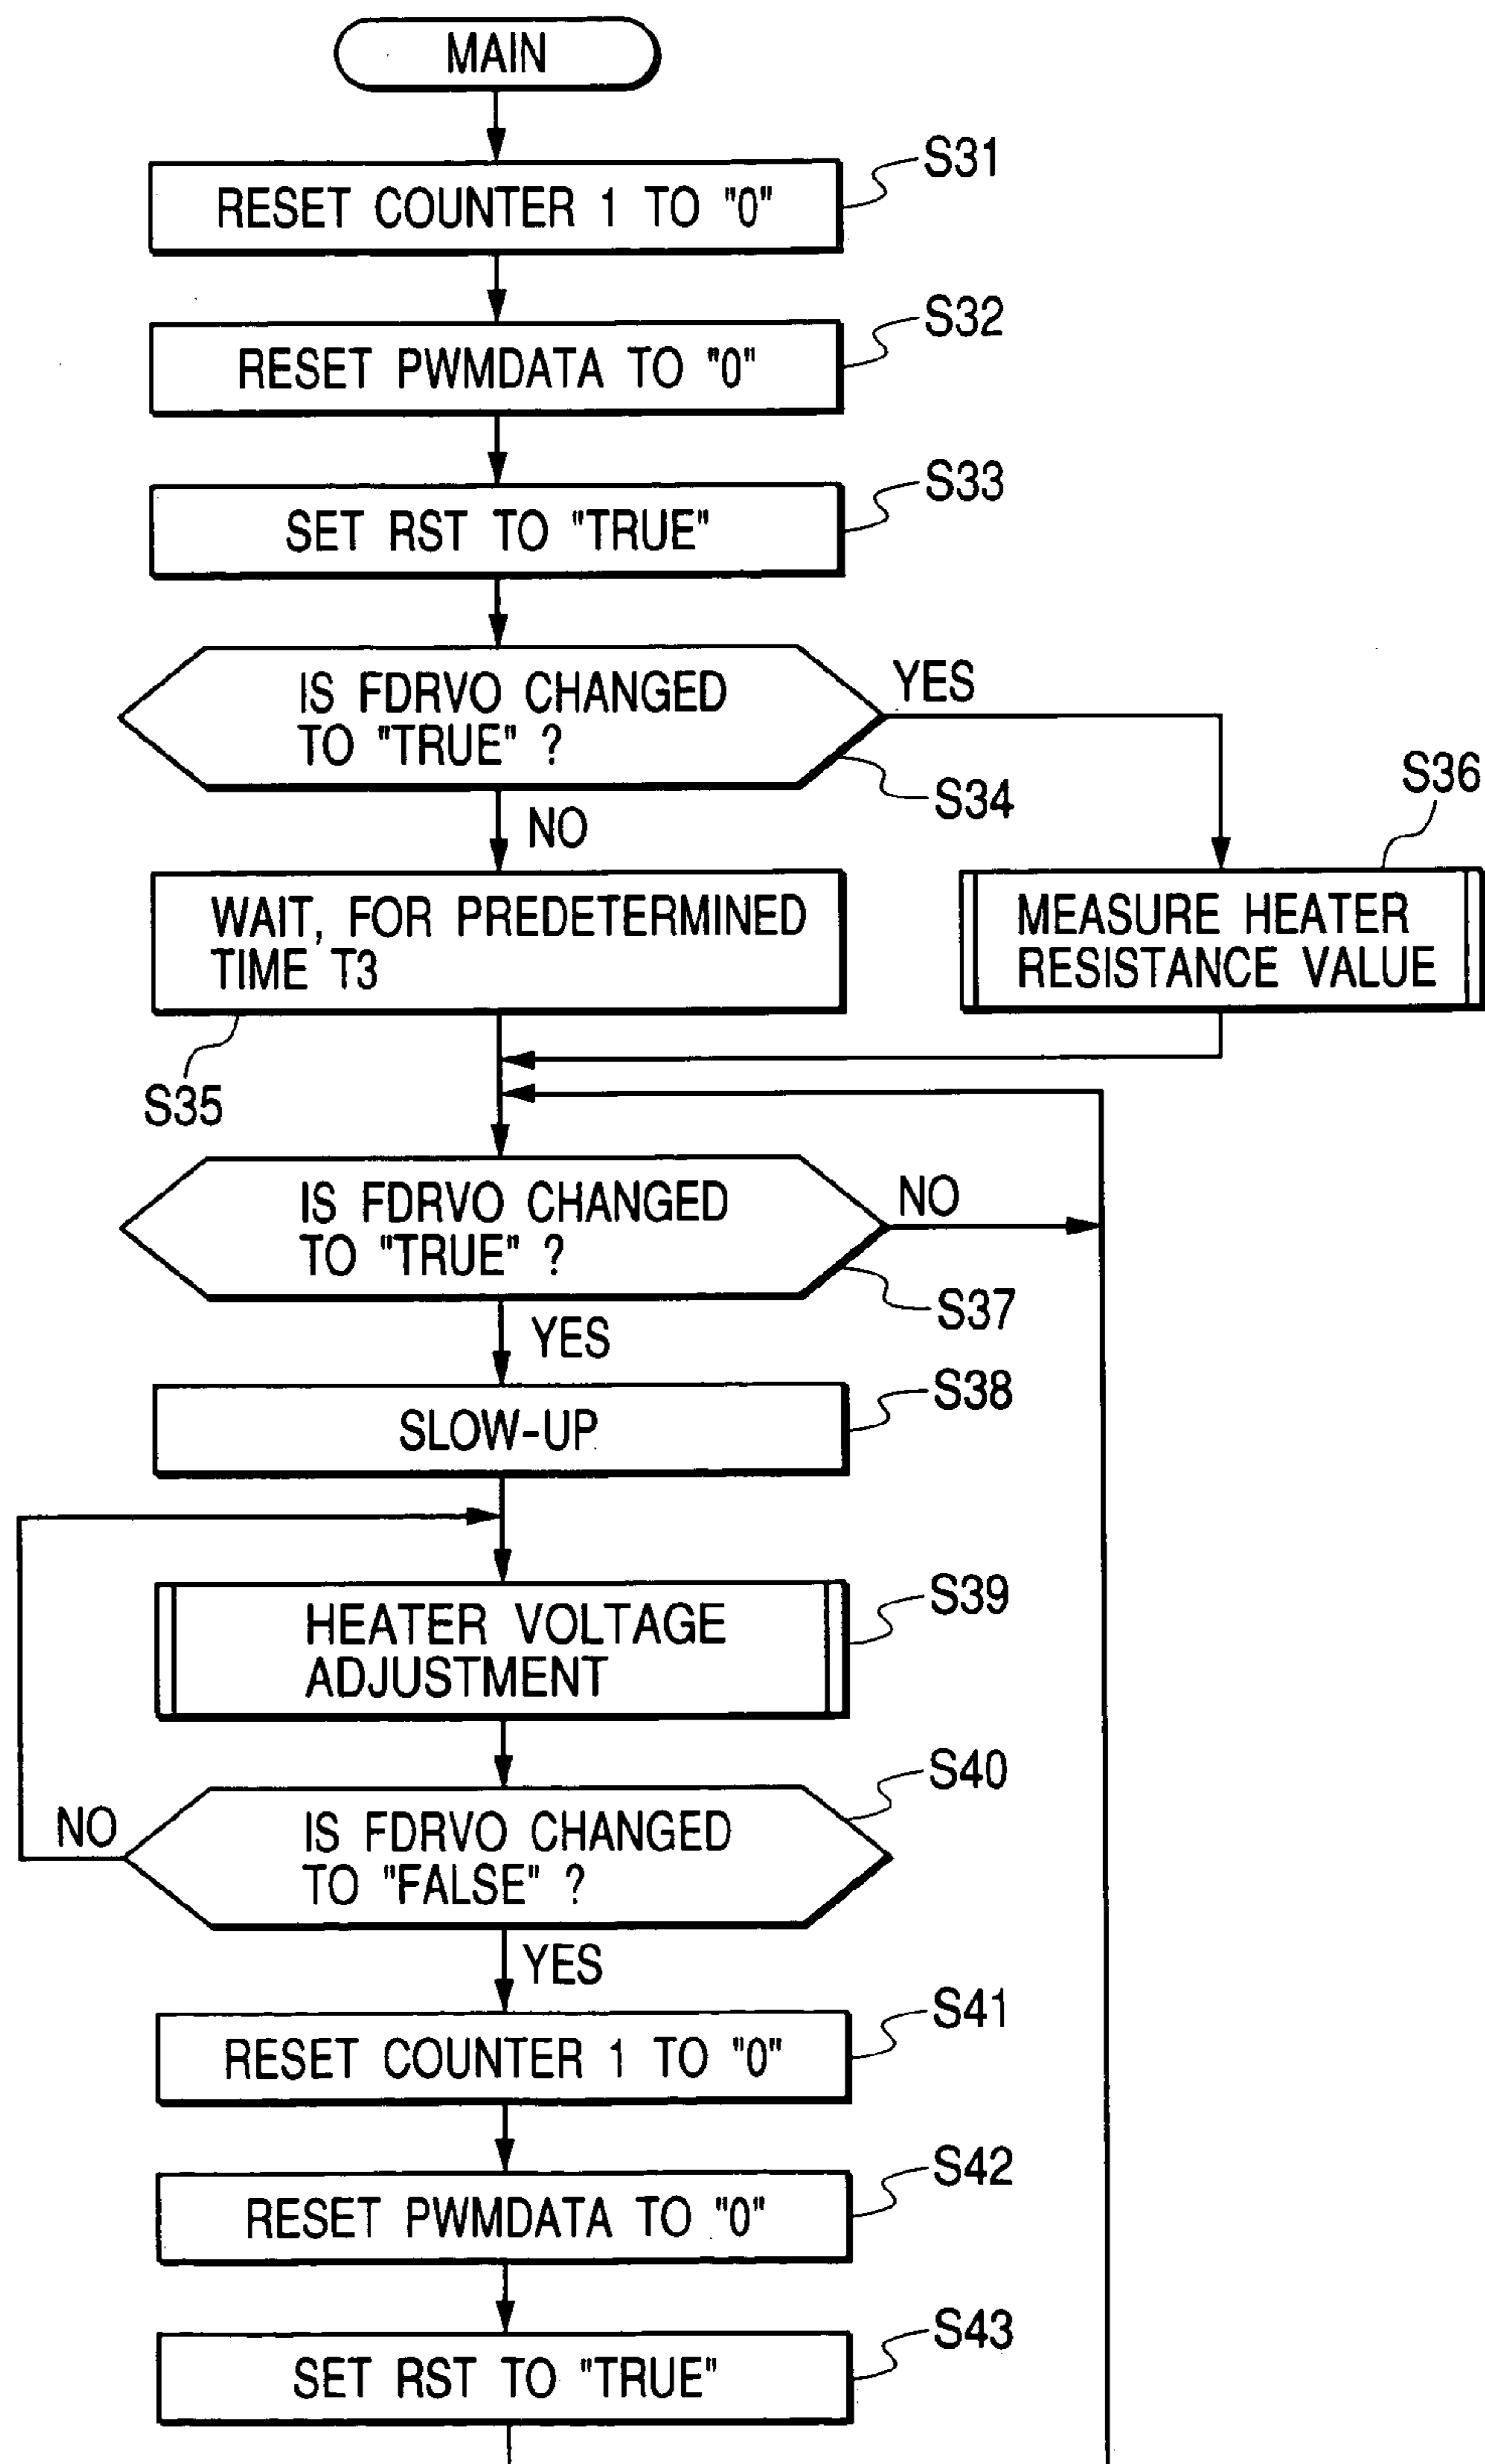 MAIN
RESET COUNTER 1 TO "0"
S31
RESET PWMDATA TO "0"
S32
SET RST TO "TRUE"
S33
IS FDRVO CHANGED
TO "TRUE" ?
YES
S34
NO
S36
WAIT, FOR PREDETERMINED
TIME T3
S35
MEASURE HEATER
RESISTANCE VALUE
IS FDRVO CHANGED
TO "TRUE" ?
NO
S37
YES
SLOW-UP
S38
HEATER VOLTAGE
ADJUSTMENT
S39
S40
IS FDRVO CHANGED
TO "FALSE" ?
NO
YES
RESET COUNTER 1 TO "0"
S41
RESET PWMDATA TO "0"
S42
SET RST TO "TRUE"
S43